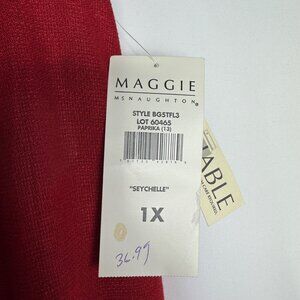 MAGGIE
MCNAUGHTON®
STYLE BG5TFL3
LOT 60465
PAPRIKA (13)
"SEYCHELLE"
1X
36.99
TABLE